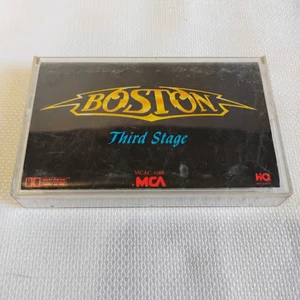 BOSTON
Third Stage
MCA
HQ